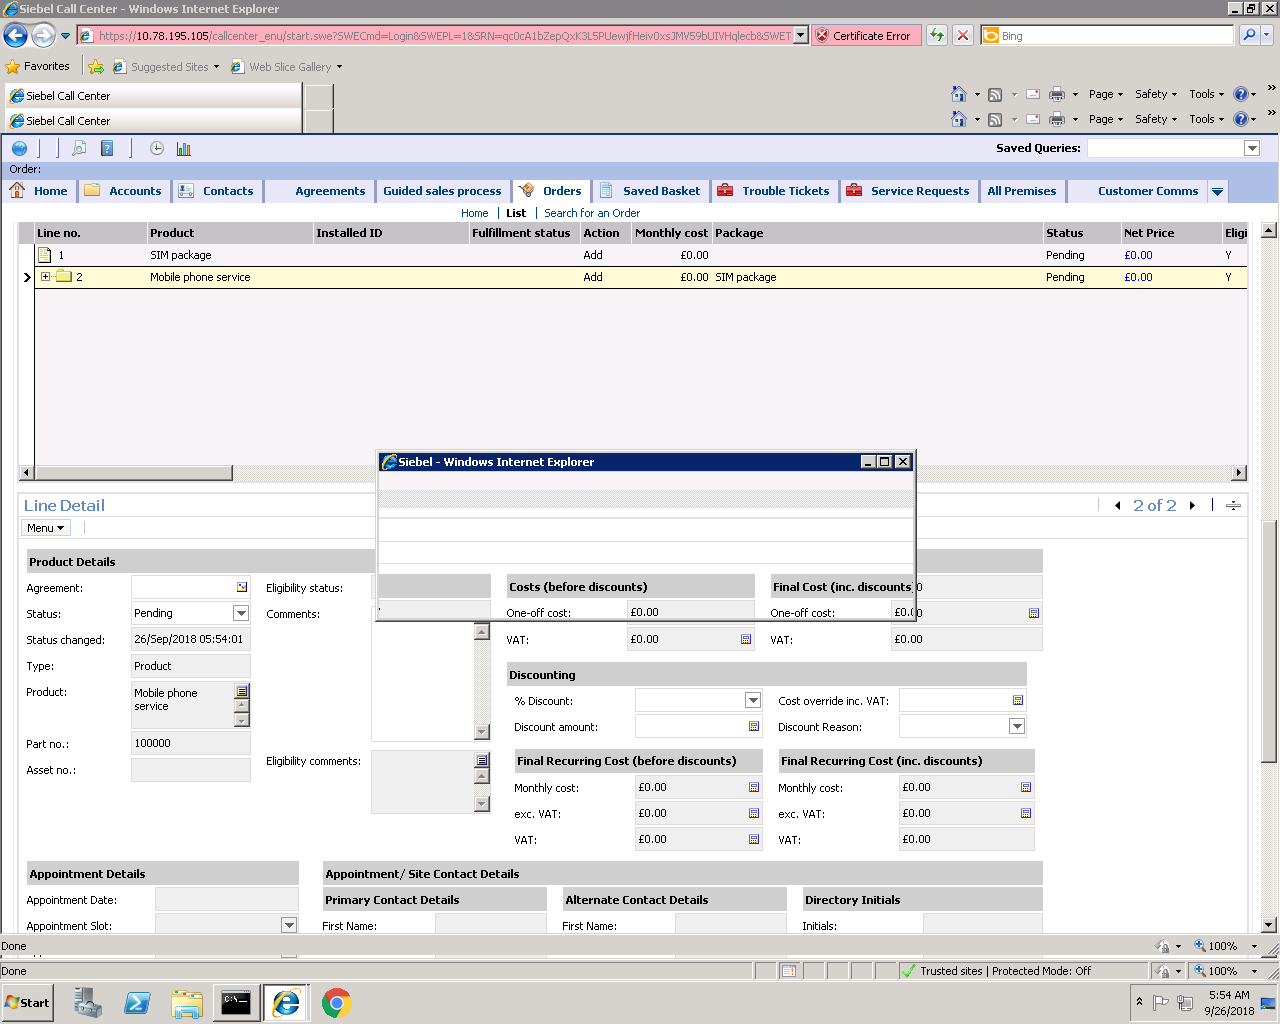 Siebel Call Center - Windows Internet Explorer
https://10.78.195.105/callcenter_enu/start.swe?SWECmd=Login&SWEPL=1&SRN= Certificate Error Bing
Favorites Suggested Sites Web Slice Gallery
Siebel Call Center Page Safety Tools
Siebel Call Center Page Safety Tools
Saved Queries:
Order:
Home Accounts Contacts Agreements Guided sales process Orders Saved Basket Trouble Tickets Service Requests All Premises Customer Comms
Home List Search for an Order
Line no. Product Installed ID Fulfillment status Action Monthly cost Package Status Net Price Eligi
1 SIM package Add £0.00 Pending £0.00 Y
2 Mobile phone service Add £0.00 SIM package Pending £0.00 Y
Siebel - Windows Internet Explorer
Line Detail 2 of 2
Menu
Product Details
Agreement: Eligibility status: Costs (before discounts) Final Cost (inc. discounts) 0
Status: Pending Comments: One-off cost: £0.00 One-off cost: £0.00
Status changed: 26/Sep/2018 05:54:01 VAT: £0.00 VAT: £0.00
Type: Product
Discounting
Product: Mobile phone service % Discount: Cost override inc. VAT:
Discount amount: Discount Reason:
Part no.: 100000
Asset no.: Eligibility comments: Final Recurring Cost (before discounts) Final Recurring Cost (inc. discounts)
Monthly cost: £0.00 Monthly cost: £0.00
exc. VAT: £0.00 exc. VAT: £0.00
VAT: £0.00 VAT: £0.00
Appointment Details Appointment/ Site Contact Details
Appointment Date: Primary Contact Details Alternate Contact Details Directory Initials
Appointment Slot: First Name: First Name: Initials:
Done 100%
Done Trusted sites | Protected Mode: Off 100%
Start 5:54 AM
9/26/2018